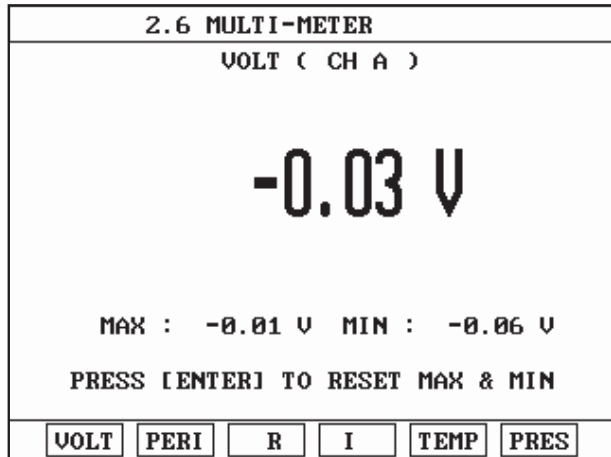 2.6 MULTI-METER
VOLT ( CH A )
-0.03 V
MAX : -0.01 V MIN : -0.06 V
PRESS [ENTER] TO RESET MAX & MIN
VOLT PERI R I TEMP PRES